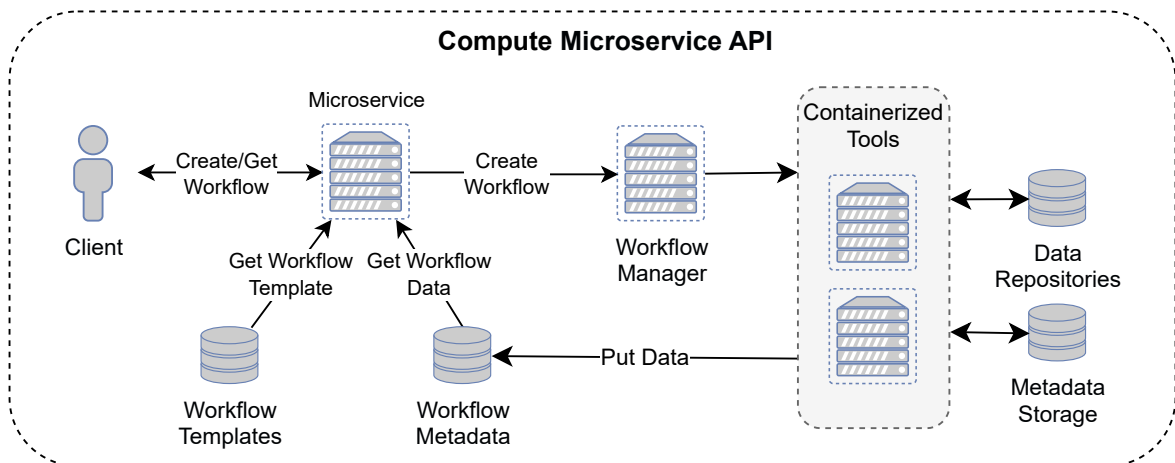 Compute Microservice API
Microservice
Containerized
Tools
Create/Get
Workflow
Create
Workflow
Client
Workflow
Manager
Get Workflow
Template
Get Workflow
Data
Data
Repositories
Put Data
Workflow
Templates
Workflow
Metadata
Metadata
Storage